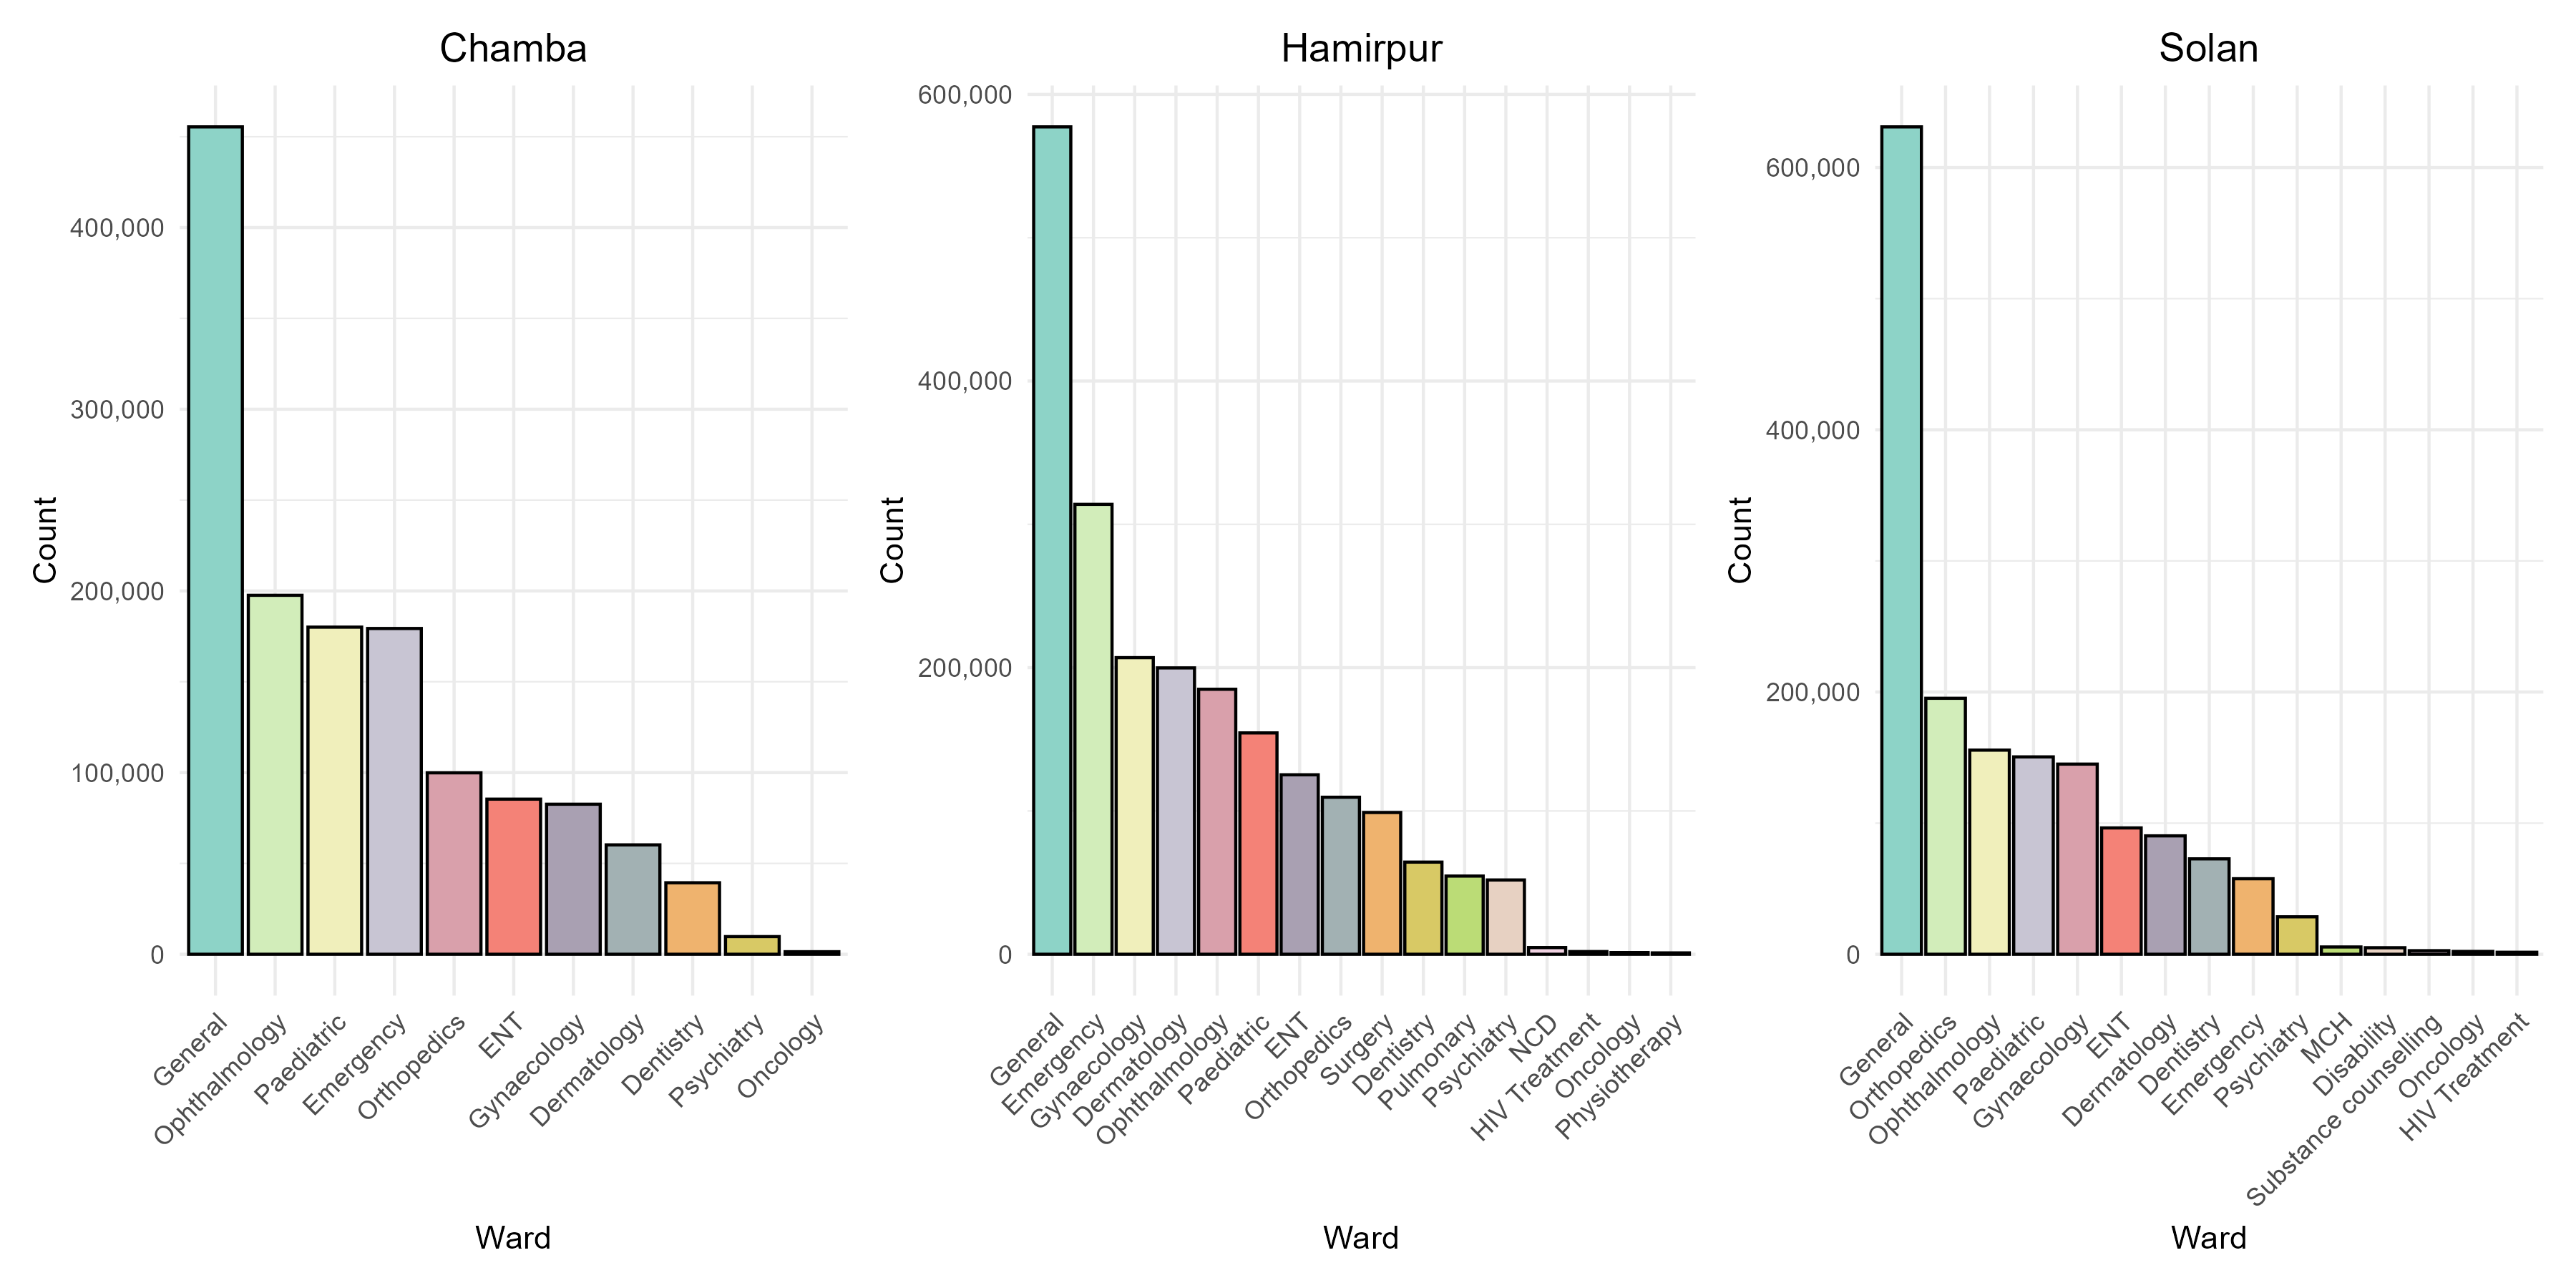 Chamba
Count
400,000
300,000
200,000
100,000
0
General
Ophthalmology
Paediatric
Emergency
Orthopedics
ENT
Gynaecology
Dermatology
Dentistry
Psychiatry
Oncology
Ward
Hamirpur
Count
600,000
400,000
200,000
0
General
Emergency
Gynaecology
Dermatology
Ophthalmology
Paediatric
ENT
Orthopedics
Surgery
Dentistry
Pulmonary
Psychiatry
NCD
HIV Treatment
Oncology
Physiotherapy
Ward
Solan
Count
600,000
400,000
200,000
0
General
Orthopedics
Ophthalmology
Paediatric
Gynaecology
ENT
Dermatology
Dentistry
Emergency
Psychiatry
MCH
Disability
Substance counselling
Oncology
HIV Treatment
Ward